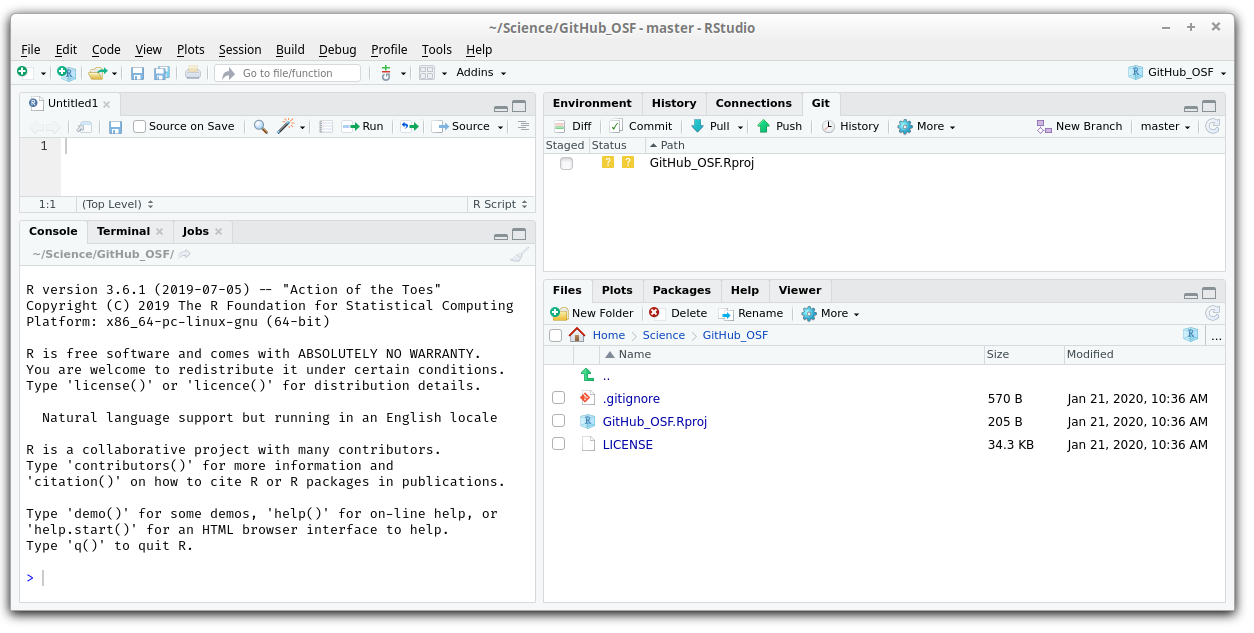 ~/Science/GitHub_OSF - master - RStudio
File Edit Code View Plots Session Build Debug Profile Tools Help
Go to file/function Addins GitHub_OSF
Untitled1
Source on Save Run Source
1
1:1 (Top Level) R Script
Console Terminal Jobs
~/Science/GitHub_OSF/
R version 3.6.1 (2019-07-05) -- "Action of the Toes"
Copyright (C) 2019 The R Foundation for Statistical Computing
Platform: x86_64-pc-linux-gnu (64-bit)
R is free software and comes with ABSOLUTELY NO WARRANTY.
You are welcome to redistribute it under certain conditions.
Type 'license()' or 'licence()' for distribution details.
Natural language support but running in an English locale
R is a collaborative project with many contributors.
Type 'contributors()' for more information and
'citation()' on how to cite R or R packages in publications.
Type 'demo()' for some demos, 'help()' for on-line help, or
'help.start()' for an HTML browser interface to help.
Type 'q()' to quit R.
>
Environment History Connections Git
Diff Commit Pull Push History More New Branch master
Staged Status Path
? ? GitHub_OSF.Rproj
Files Plots Packages Help Viewer
New Folder Delete Rename More
Home Science GitHub_OSF ...
Name Size Modified
..
.gitignore 570 B Jan 21, 2020, 10:36 AM
GitHub_OSF.Rproj 205 B Jan 21, 2020, 10:36 AM
LICENSE 34.3 KB Jan 21, 2020, 10:36 AM